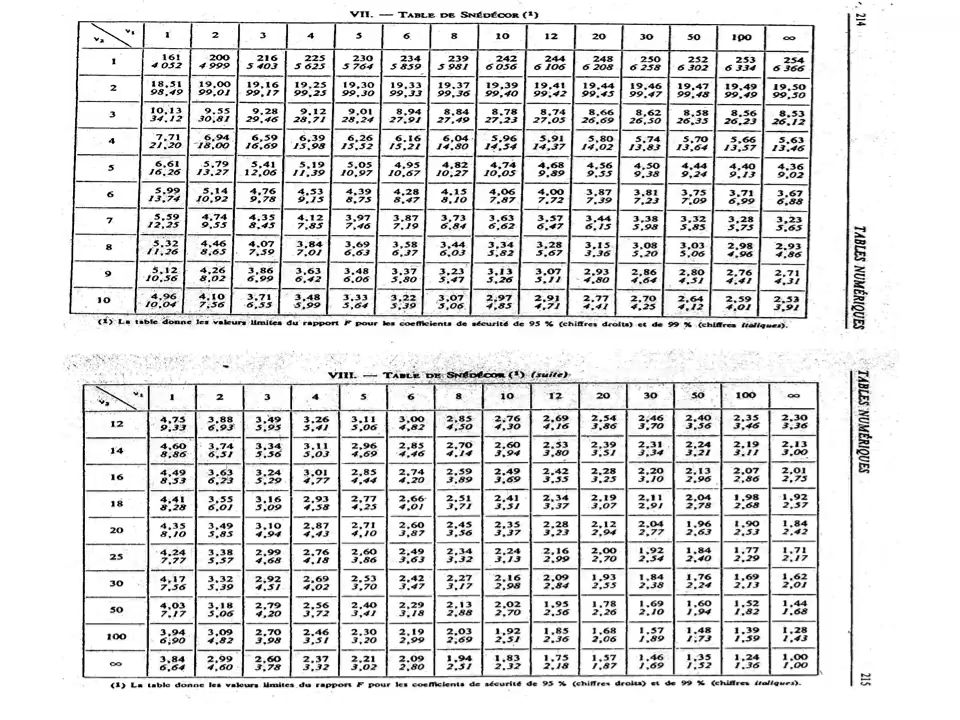 VII. — TABLE DE SNÉDÉCOR (¹)
214
TABLES NUMÉRIQUES
ν₂ ν₁ 1 2 3 4 5 6 8 10 12 20 30 50 100 ∞
1 161 200 216 225 230 234 239 242 244 248 250 252 253 254
4 052 4 999 5 403 5 625 5 764 5 859 5 981 6 056 6 106 6 208 6 258 6 302 6 334 6 366
2 18,51 19,00 19,16 19,25 19,30 19,33 19,37 19,39 19,41 19,44 19,46 19,47 19,49 19,50
98,49 99,01 99,17 99,25 99,30 99,33 99,36 99,40 99,42 99,45 99,47 99,48 99,49 99,50
3 10,13 9,55 9,28 9,12 9,01 8,94 8,84 8,78 8,74 8,66 8,62 8,58 8,56 8,53
34,12 30,81 29,46 28,71 28,24 27,91 27,49 27,23 27,05 26,69 26,50 26,35 26,23 26,12
4 7,71 6,94 6,59 6,39 6,26 6,16 6,04 5,96 5,91 5,80 5,74 5,70 5,66 5,63
21,20 18,00 16,69 15,98 15,52 15,21 14,80 14,54 14,37 14,02 13,83 13,64 13,57 13,46
5 6,61 5,79 5,41 5,19 5,05 4,95 4,82 4,74 4,68 4,56 4,50 4,44 4,40 4,36
16,26 13,27 12,06 11,39 10,97 10,67 10,27 10,05 9,89 9,55 9,38 9,24 9,13 9,02
6 5,99 5,14 4,76 4,53 4,39 4,28 4,15 4,06 4,00 3,87 3,81 3,75 3,71 3,67
13,74 10,92 9,78 9,15 8,75 8,47 8,10 7,87 7,72 7,39 7,23 7,09 6,99 6,88
7 5,59 4,74 4,35 4,12 3,97 3,87 3,73 3,63 3,57 3,44 3,38 3,32 3,28 3,23
12,25 9,55 8,45 7,85 7,46 7,19 6,84 6,62 6,47 6,15 5,98 5,85 5,75 5,65
8 5,32 4,46 4,07 3,84 3,69 3,58 3,44 3,34 3,28 3,15 3,08 3,03 2,98 2,93
11,26 8,65 7,59 7,01 6,63 6,37 6,03 5,82 5,67 3,36 5,20 5,06 4,96 4,86
9 5,12 4,26 3,86 3,63 3,48 3,37 3,23 3,13 3,07 2,93 2,86 2,80 2,76 2,71
10,56 8,02 6,99 6,42 6,06 5,80 5,47 5,26 5,11 4,80 4,64 4,51 4,41 4,31
10 4,96 4,10 3,71 3,48 3,33 3,22 3,07 2,97 2,91 2,77 2,70 2,64 2,59 2,53
10,04 7,56 6,55 5,99 5,64 5,39 5,06 4,85 4,71 4,41 4,25 4,12 4,01 3,91
(1) La table donne les valeurs limites du rapport F pour les coefficients de sécurité de 95 % (chiffres droits) et de 99 % (chiffres italiques).
VIII. — TABLE DE SNÉDÉCOR (¹) (suite)
TABLES NUMÉRIQUES
ν₂ ν₁ 1 2 3 4 5 6 8 10 12 20 30 50 100 ∞
12 4,75 3,88 3,49 3,26 3,11 3,00 2,85 2,76 2,69 2,54 2,46 2,40 2,35 2,30
9,33 6,93 5,95 5,41 5,06 4,82 4,50 4,30 4,16 3,86 3,70 3,56 3,46 3,36
14 4,60 3,74 3,34 3,11 2,96 2,85 2,70 2,60 2,53 2,39 2,31 2,24 2,19 2,13
8,86 6,51 5,56 5,03 4,69 4,46 4,14 3,94 3,80 3,51 3,34 3,21 3,11 3,00
16 4,49 3,63 3,24 3,01 2,85 2,74 2,59 2,49 2,42 2,28 2,20 2,13 2,07 2,01
8,53 6,23 5,29 4,77 4,44 4,20 3,89 3,69 3,55 3,25 3,10 2,96 2,86 2,75
18 4,41 3,55 3,16 2,93 2,77 2,66 2,51 2,41 2,34 2,19 2,11 2,04 1,98 1,92
8,28 6,01 5,09 4,58 4,25 4,01 3,71 3,51 3,37 3,07 2,91 2,78 2,68 2,57
20 4,35 3,49 3,10 2,87 2,71 2,60 2,45 2,35 2,28 2,12 2,04 1,96 1,90 1,84
8,10 5,85 4,94 4,43 4,10 3,87 3,56 3,37 3,23 2,94 2,77 2,63 2,53 2,42
25 4,24 3,38 2,99 2,76 2,60 2,49 2,34 2,24 2,16 2,00 1,92 1,84 1,77 1,71
7,77 5,57 4,68 4,18 3,86 3,63 3,32 3,13 2,99 2,70 2,54 2,40 2,29 2,17
30 4,17 3,32 2,92 2,69 2,53 2,42 2,27 2,16 2,09 1,93 1,84 1,76 1,69 1,62
7,56 5,39 4,51 4,02 3,70 3,47 3,17 2,98 2,84 2,55 2,38 2,24 2,13 2,01
50 4,03 3,18 2,79 2,56 2,40 2,29 2,13 2,02 1,95 1,78 1,69 1,60 1,52 1,44
7,17 5,06 4,20 3,72 3,41 3,18 2,88 2,70 2,56 2,26 2,10 1,94 1,82 1,68
100 3,94 3,09 2,70 2,46 2,30 2,19 2,03 1,92 1,85 1,68 1,57 1,48 1,39 1,28
6,90 4,82 3,98 3,51 3,20 2,99 2,69 2,51 2,36 2,06 1,89 1,73 1,59 1,43
∞ 3,84 2,99 2,60 2,37 2,21 2,09 1,94 1,83 1,75 1,57 1,46 1,35 1,24 1,00
6,64 4,60 3,78 3,32 3,02 2,80 2,51 2,32 2,18 1,87 1,69 1,52 1,36 1,00
(1) La table donne les valeurs limites du rapport F pour les coefficients de sécurité de 95 % (chiffres droits) et de 99 % (chiffres italiques).
215